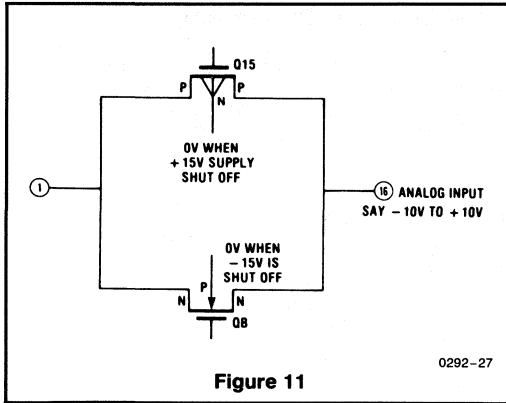 Q15
P
P
N
0V WHEN
+ 15V SUPPLY
SHUT OFF
1
16 ANALOG INPUT
SAY – 10V TO + 10V
0V WHEN
– 15V IS
SHUT OFF
P
N
N
Q8
0292–27
Figure 11